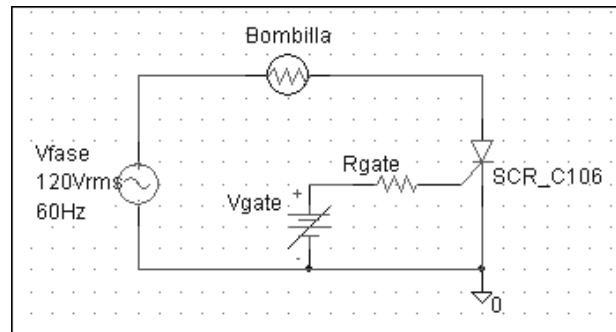 Bombilla
Vfase
120Vrms
60Hz
Rgate
SCR_C106
Vgate
+
-
0